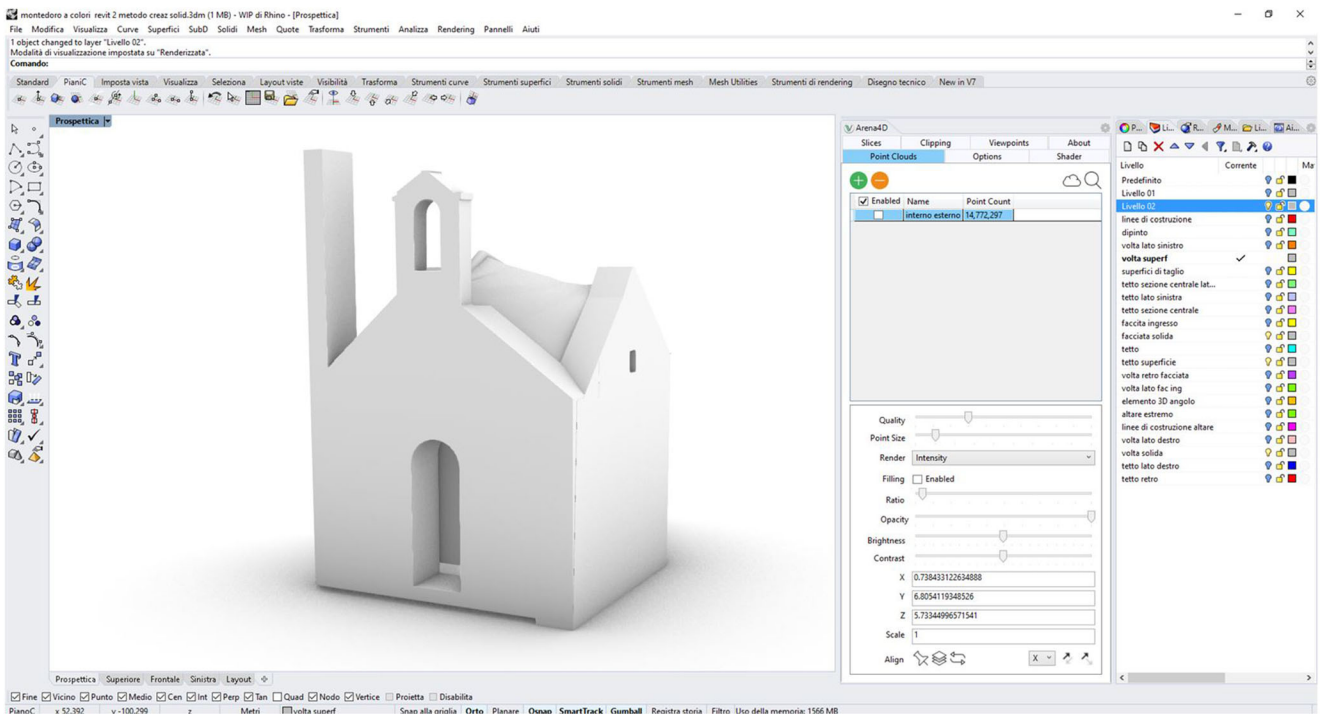 montedoro a colori revit 2 metodo creaz solid.3dm (1 MB) - WIP di Rhino - [Prospettica]
File Modifica Visualizza Curve Superfici SubD Solidi Mesh Quote Trasforma Strumenti Analizza Rendering Pannelli Aiuti
1 object changed to layer "Livello 02".
Modalità di visualizzazione impostata su "Renderizzata".
Comando:
Standard PianiC Imposta vista Visualizza Seleziona Layout viste Visibilità Trasforma Strumenti curve Strumenti superfici Strumenti solidi Strumenti mesh Mesh Utilities Strumenti di rendering Disegno tecnico New in V7
Prospettica
Arena4D
Slices Clipping Viewpoints About
Point Clouds Options Shader
Enabled Name Point Count
interno esterno 14,772,297
Quality
Point Size
Render Intensity
Filling Enabled
Ratio
Opacity
Brightness
Contrast
X 0.738433122634888
Y 6.8054119348526
Z 5.73344996571541
Scale 1
Align X
P... Li... R... M... Li... Ai...
Livello Corrente Ma
Predefinito
Livello 01
Livello 02
linee di costruzione
dipinto
volta lato sinistro
volta superf
superfici di taglio
tetto sezione centrale lat...
tetto lato sinistra
tetto sezione centrale
faccita ingresso
facciata solida
tetto
tetto superficie
volta retro facciata
volta lato fac ing
elemento 3D angolo
altare estremo
linee di costruzione altare
volta lato destro
volta solida
tetto lato destro
tetto retro
Prospettica Superiore Frontale Sinistra Layout
Fine Vicino Punto Medio Cen Int Perp Tan Quad Nodo Vertice Proietta Disabilita
PianoC x 52.392 y -100.299 z Metri volta superf Snap alla griglia Orto Planare Osnap SmartTrack Gumball Registra storia Filtro Uso della memoria: 1566 MB